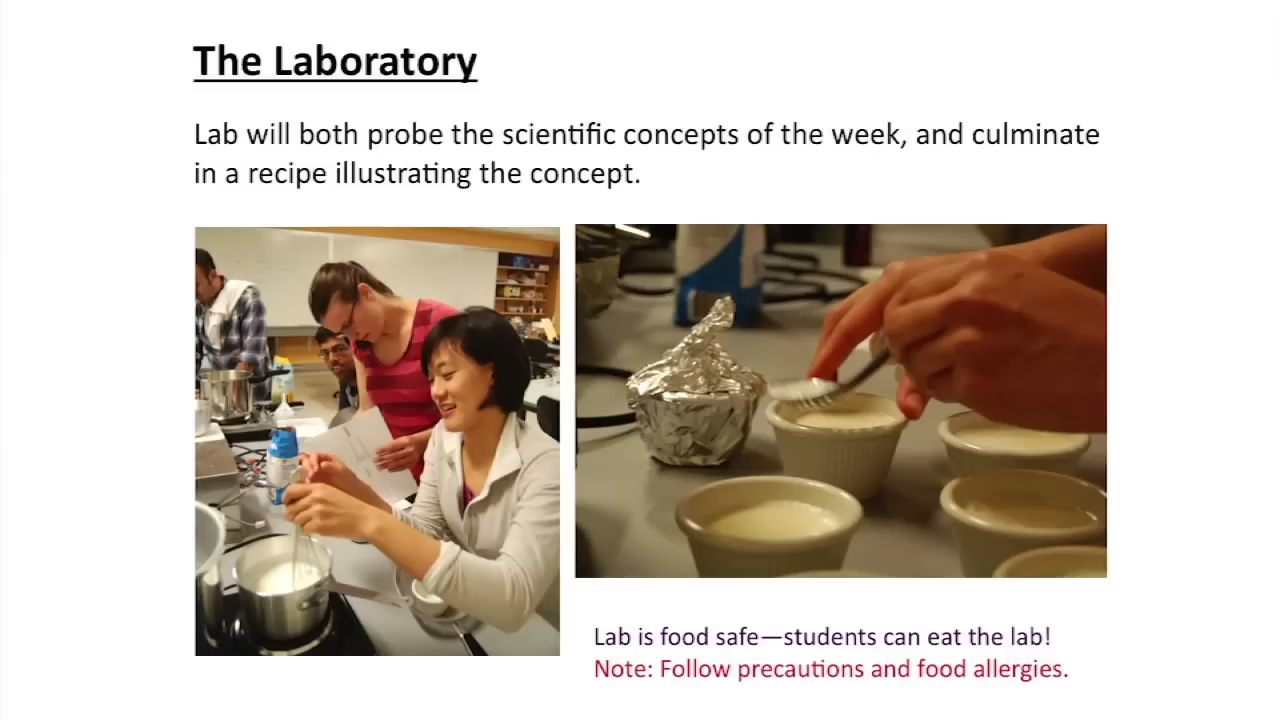 The Laboratory
Lab will both probe the scientific concepts of the week, and culminate
in a recipe illustrating the concept.
Lab is food safe—students can eat the lab!
Note: Follow precautions and food allergies.